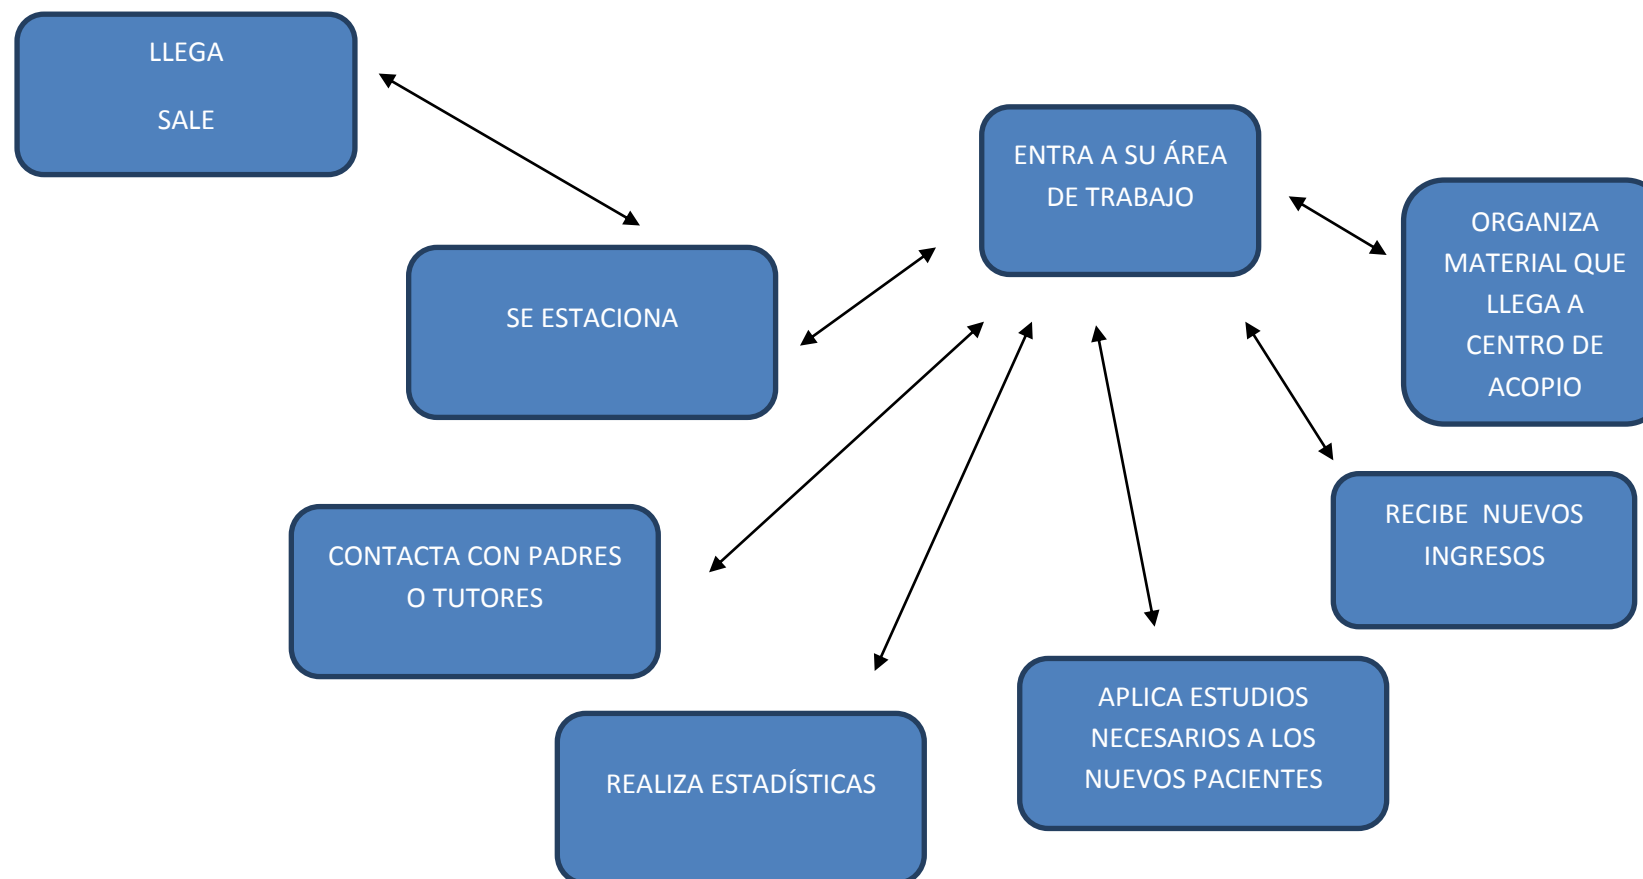 LLEGA
SALE
ENTRA A SU ÁREA
DE TRABAJO
ORGANIZA
MATERIAL QUE
LLEGA A
CENTRO DE
ACOPIO
SE ESTACIONA
RECIBE  NUEVOS
INGRESOS
CONTACTA CON PADRES
O TUTORES
APLICA ESTUDIOS
NECESARIOS A LOS
NUEVOS PACIENTES
REALIZA ESTADÍSTICAS